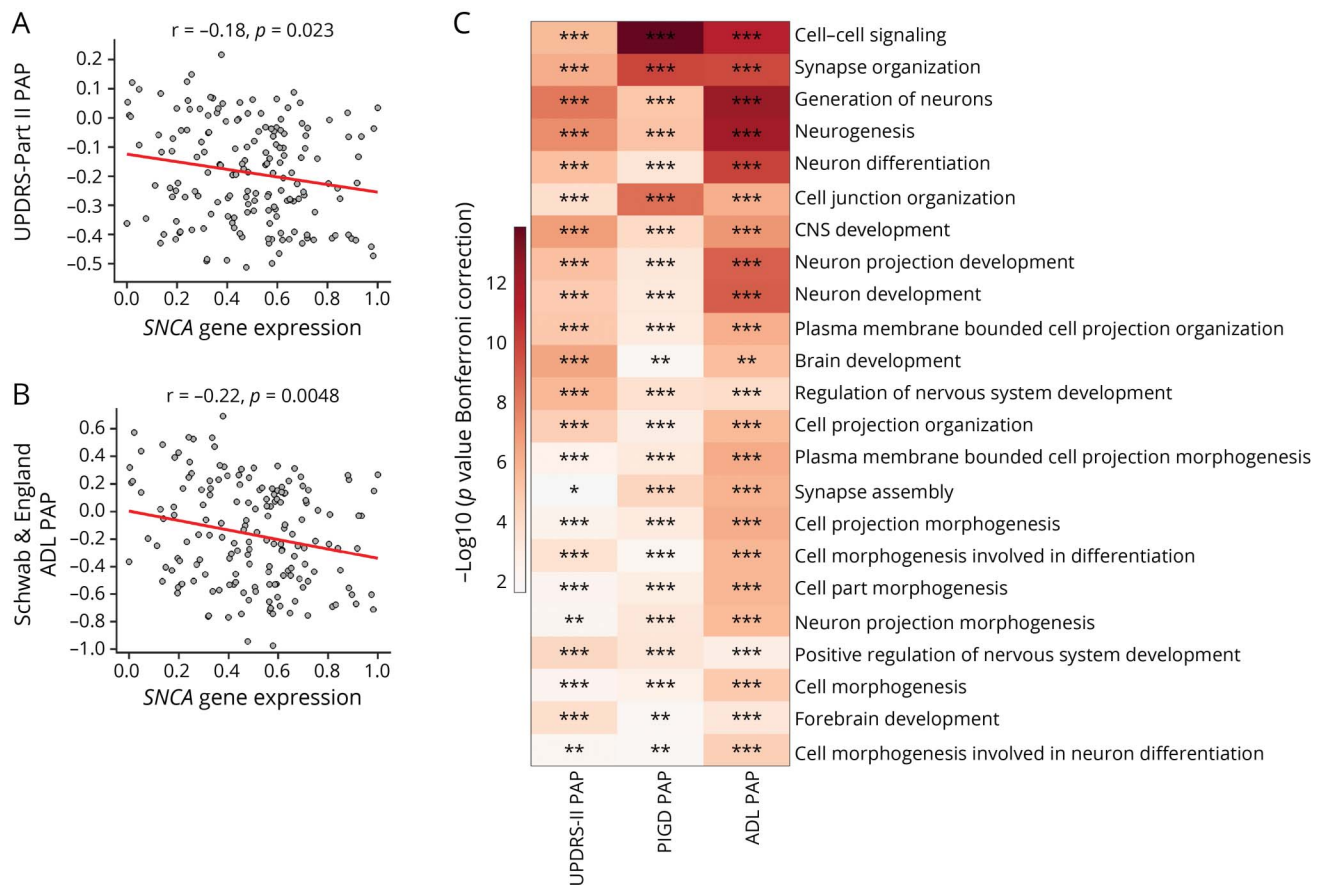 A
r = –0.18, p = 0.023
UPDRS-Part II PAP
0.2
0.1
0.0
–0.1
–0.2
–0.3
–0.4
–0.5
0.0 0.2 0.4 0.6 0.8 1.0
SNCA gene expression
B
r = –0.22, p = 0.0048
Schwab & England
ADL PAP
0.6
0.4
0.2
0.0
–0.2
–0.4
–0.6
–0.8
–1.0
0.0 0.2 0.4 0.6 0.8 1.0
SNCA gene expression
C
–Log10 (p value Bonferroni correction)
12
10
8
6
4
2
*** *** *** Cell–cell signaling
*** *** *** Synapse organization
*** *** *** Generation of neurons
*** *** *** Neurogenesis
*** *** *** Neuron differentiation
*** *** *** Cell junction organization
*** *** *** CNS development
*** *** *** Neuron projection development
*** *** *** Neuron development
*** *** *** Plasma membrane bounded cell projection organization
*** ** ** Brain development
*** *** *** Regulation of nervous system development
*** *** *** Cell projection organization
*** *** *** Plasma membrane bounded cell projection morphogenesis
* *** *** Synapse assembly
*** *** *** Cell projection morphogenesis
*** *** *** Cell morphogenesis involved in differentiation
*** *** *** Cell part morphogenesis
** *** *** Neuron projection morphogenesis
*** *** *** Positive regulation of nervous system development
*** *** *** Cell morphogenesis
*** ** *** Forebrain development
** ** *** Cell morphogenesis involved in neuron differentiation
UPDRS-II PAP
PIGD PAP
ADL PAP